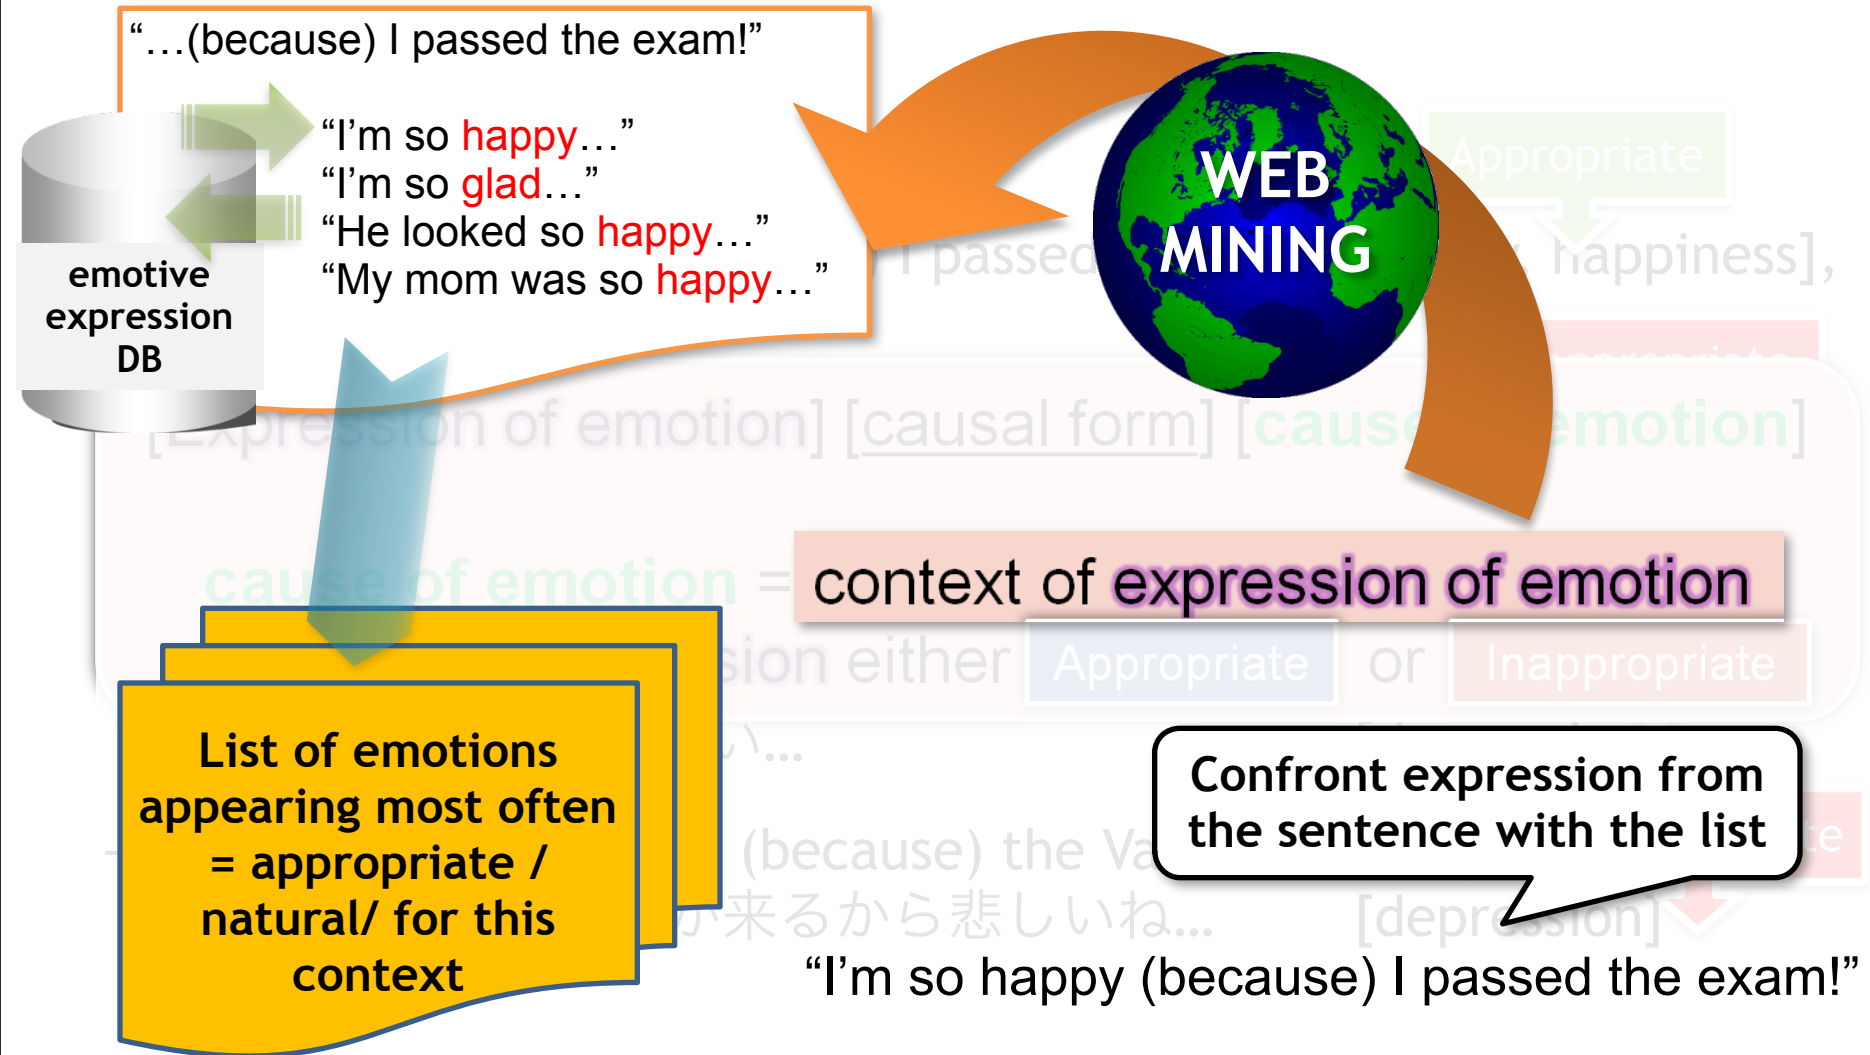 “…(because) I passed the exam!”
“I’m so happy…”
“I’m so glad…”
“He looked so happy…”
“My mom was so happy…”
emotive
expression
DB
WEB
MINING
Appropriate
I passed happiness],
[Expression of emotion] [causal form] [cause emotion]
cause of emotion = context of expression of emotion
either Appropriate or Inappropriate
List of emotions
appearing most often
= appropriate /
natural/ for this
context
い…
Confront expression from
the sentence with the list
(because) the
来るから悲しいね… [depression]
“I’m so happy (because) I passed the exam!”